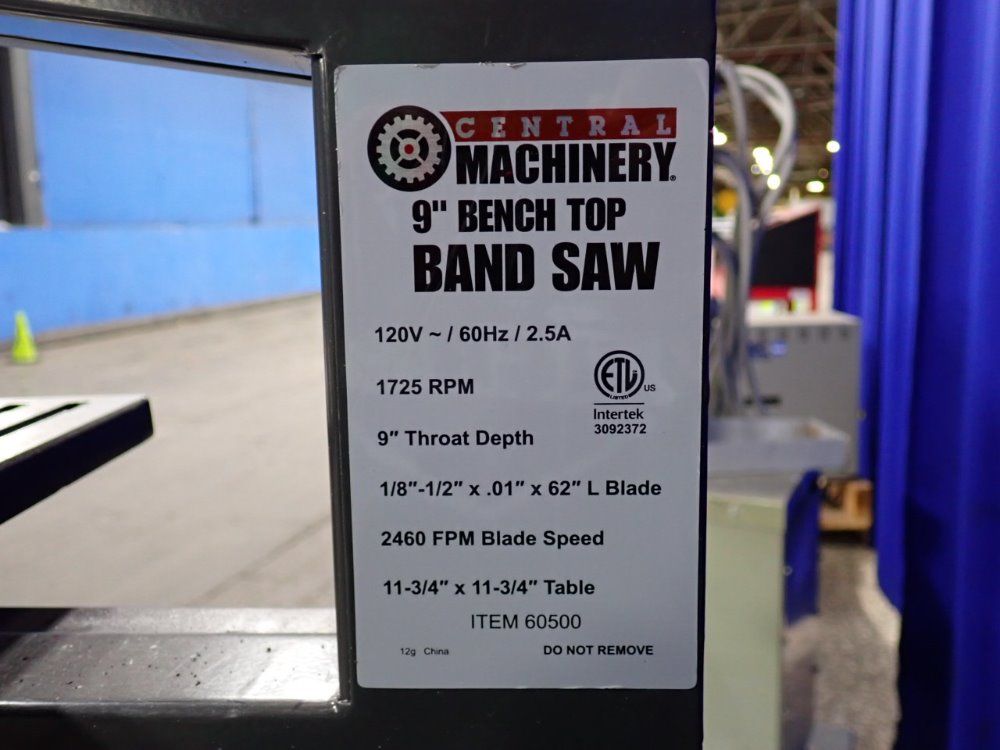 CENTRAL
MACHINERY®
9" BENCH TOP
BAND SAW
120V ~ / 60Hz / 2.5A
1725 RPM
ETL US
LISTED
Intertek
3092372
9" Throat Depth
1/8"-1/2" x .01" x 62" L Blade
2460 FPM Blade Speed
11-3/4" x 11-3/4" Table
ITEM 60500
12g China
DO NOT REMOVE